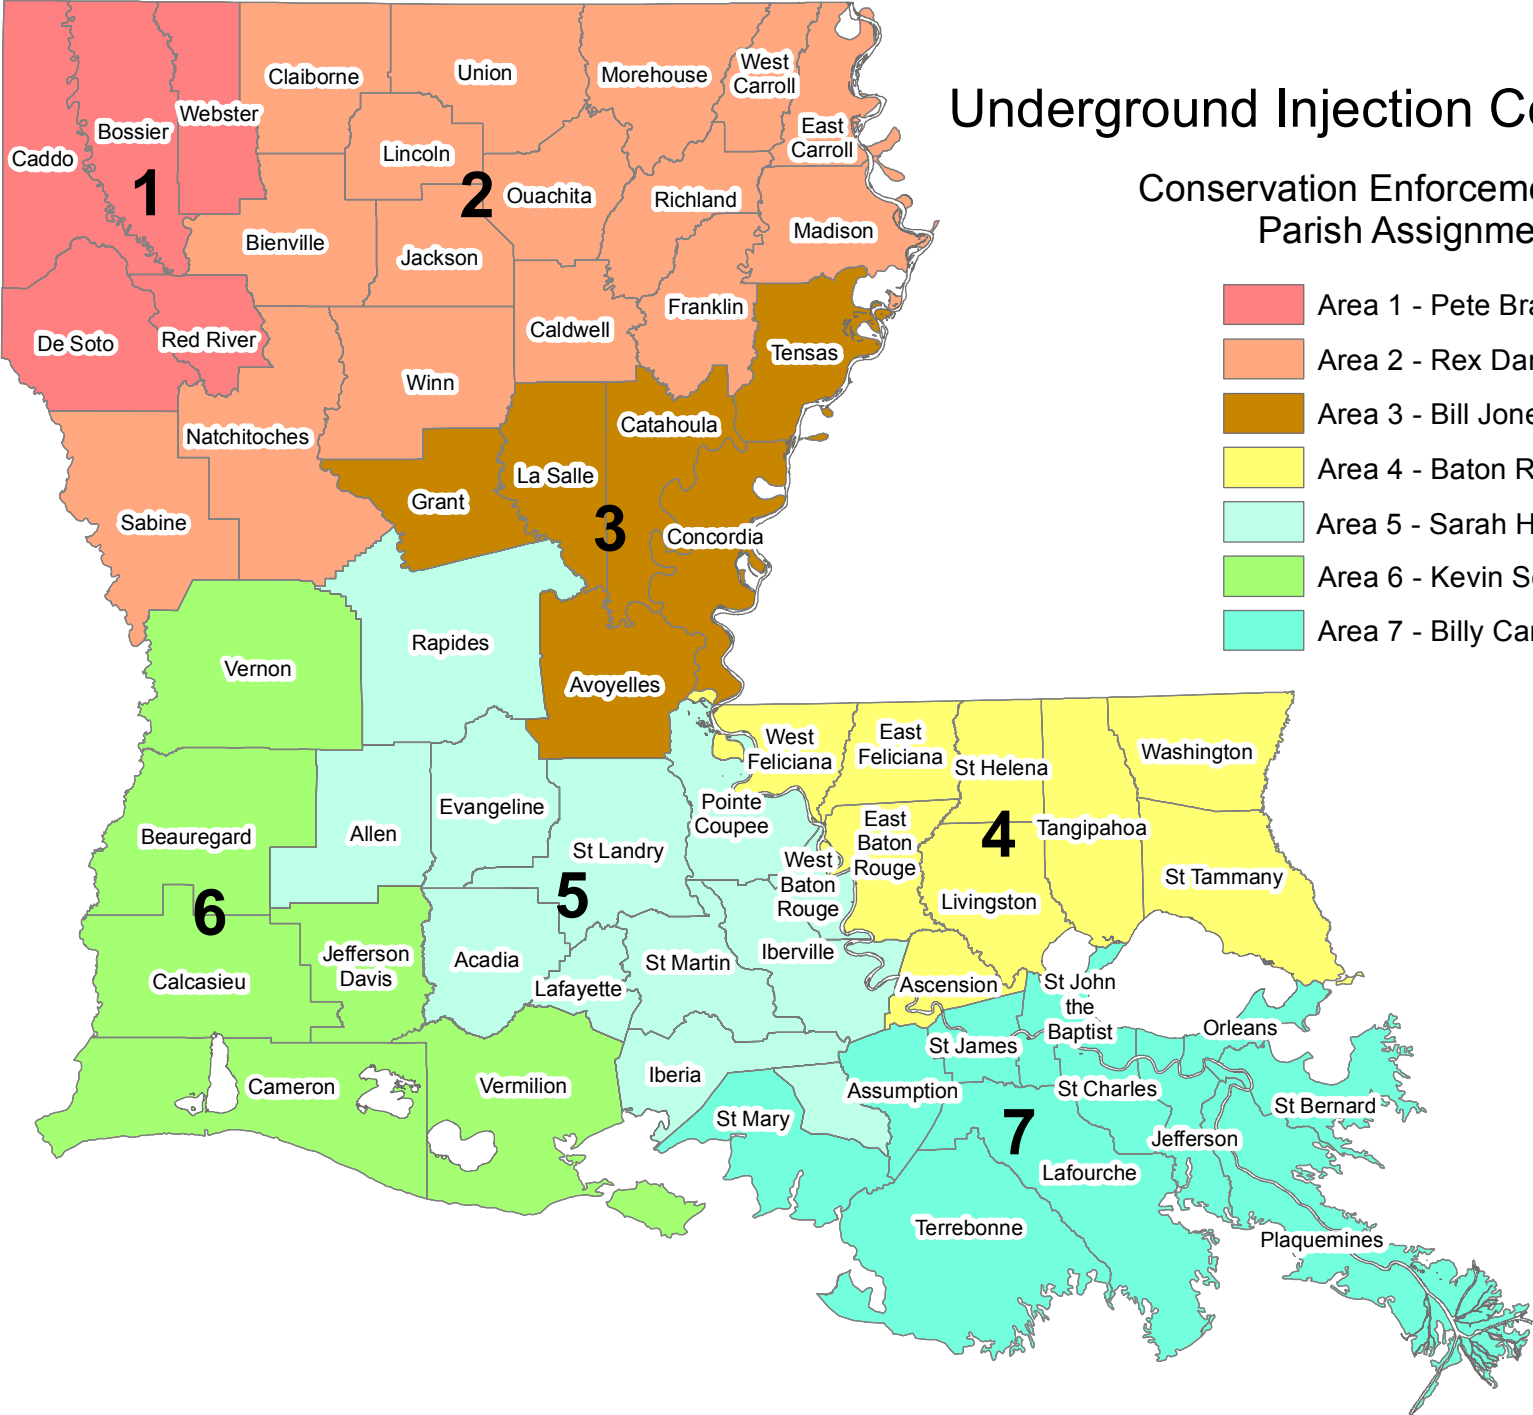 Underground Injection Co
Conservation Enforceme
Parish Assignme
Area 1 - Pete Bra
Area 2 - Rex Dar
Area 3 - Bill Jone
Area 4 - Baton R
Area 5 - Sarah H
Area 6 - Kevin S
Area 7 - Billy Ca
Claiborne
Union
Morehouse
West
Carroll
East
Carroll
Webster
Bossier
Caddo
1
Lincoln
2
Ouachita
Richland
Madison
Bienville
Jackson
De Soto
Red River
Caldwell
Franklin
Tensas
Winn
Natchitoches
Catahoula
La Salle
Grant
3
Sabine
Concordia
Rapides
Vernon
Avoyelles
West
Feliciana
East
Feliciana
St Helena
Washington
Pointe
Coupee
Evangeline
Beauregard
Allen
East
Baton
Rouge
4
Tangipahoa
St Landry
West
Baton
Rouge
St Tammany
Livingston
5
6
Jefferson
Davis
Acadia
St Martin
Iberville
Calcasieu
Lafayette
Ascension
St John
the
Baptist
Orleans
St James
Cameron
Vermilion
Iberia
Assumption
St Charles
St Mary
St Bernard
7
Jefferson
Lafourche
Terrebonne
Plaquemines